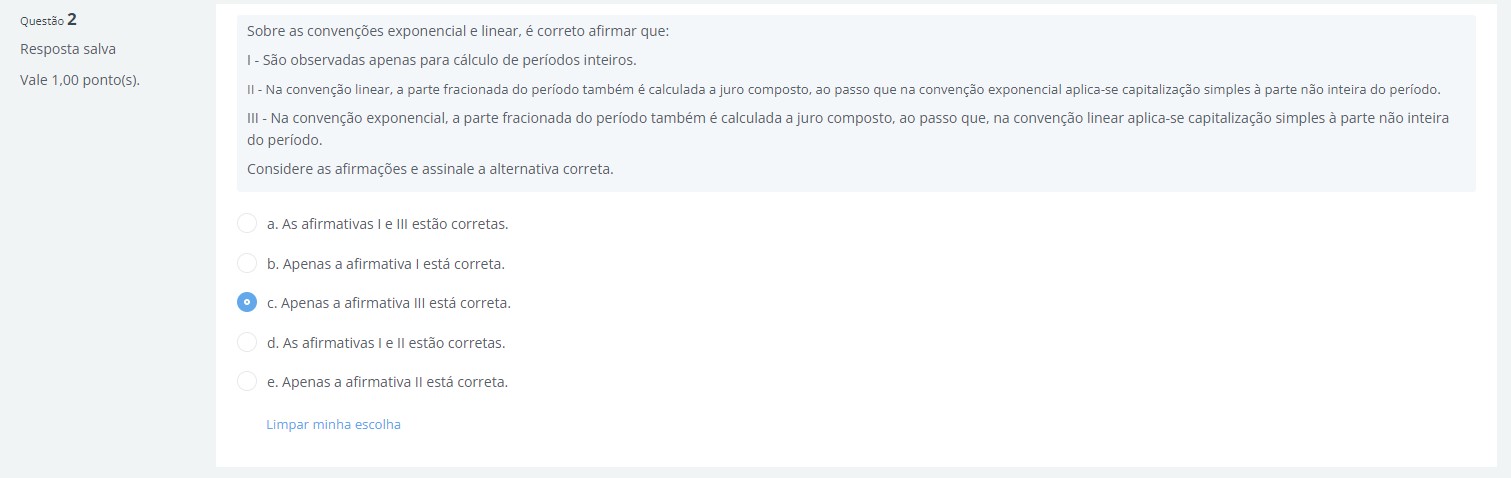 Questão 2
Resposta salva
Vale 1,00 ponto(s).
Sobre as convenções exponencial e linear, é correto afirmar que:
I - São observadas apenas para cálculo de períodos inteiros.
II - Na convenção linear, a parte fracionada do período também é calculada a juro composto, ao passo que na convenção exponencial aplica-se capitalização simples à parte não inteira do período.
III - Na convenção exponencial, a parte fracionada do período também é calculada a juro composto, ao passo que, na convenção linear aplica-se capitalização simples à parte não inteira
do período.
Considere as afirmações e assinale a alternativa correta.
a. As afirmativas I e III estão corretas.
b. Apenas a afirmativa I está correta.
c. Apenas a afirmativa III está correta.
d. As afirmativas I e II estão corretas.
e. Apenas a afirmativa II está correta.
Limpar minha escolha